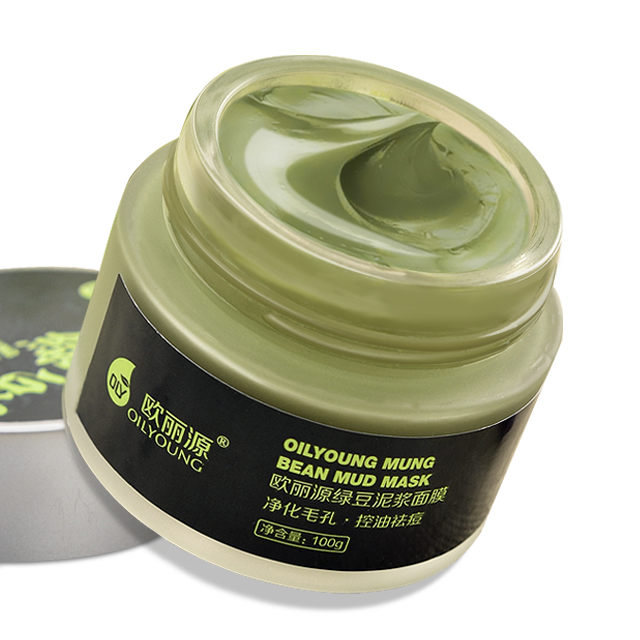 OLY
欧丽源®
OILYOUNG
OILYOUNG MUNG
BEAN MUD MASK
欧丽源绿豆泥浆面膜
净化毛孔·控油祛痘
净含量：100g